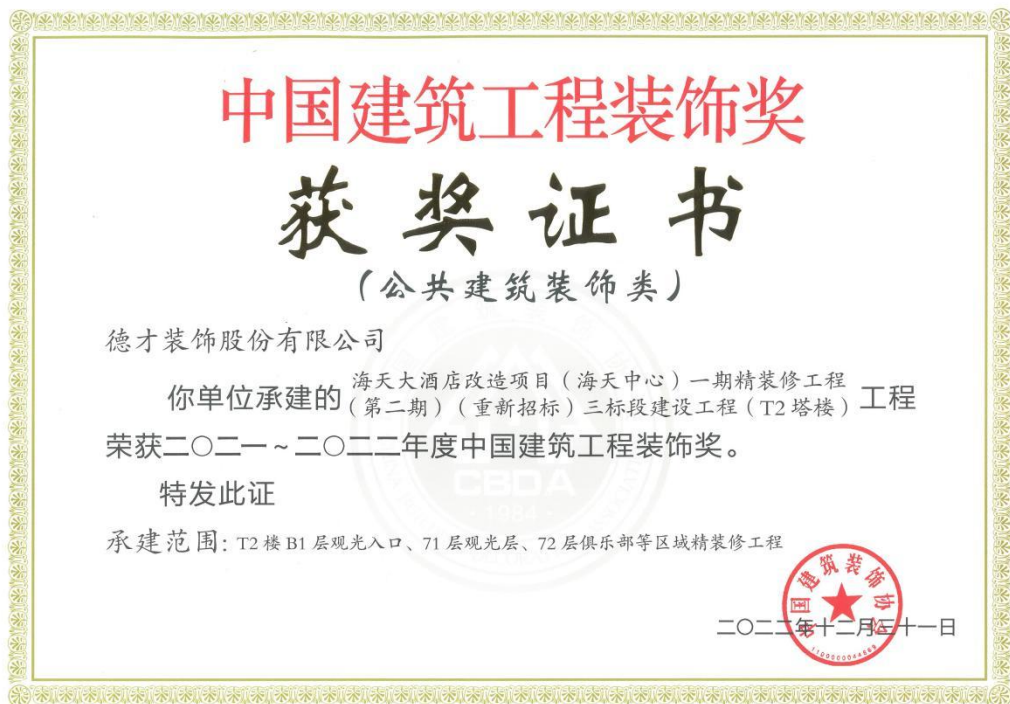 中国建筑工程装饰奖
获奖证书
(公共建筑装饰类)
德才装饰股份有限公司
你单位承建的 海天大酒店改造项目（海天中心）一期精装修工程
（第二期）（重新招标）三标段建设工程（T2塔楼） 工程
荣获二〇二一~二〇二二年度中国建筑工程装饰奖。
特发此证
承建范围: T2楼B1层观光入口、71层观光层、72层俱乐部等区域精装修工程
中国建筑装饰协会
二〇二二年十二月三十一日
CBDA
·1984·